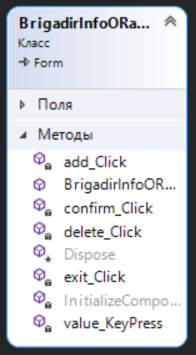 BrigadirInfoORa...
Класс
Form
Поля
Методы
add_Click
BrigadirInfoOR...
confirm_Click
delete_Click
Dispose
exit_Click
InitializeCompo...
value_KeyPress